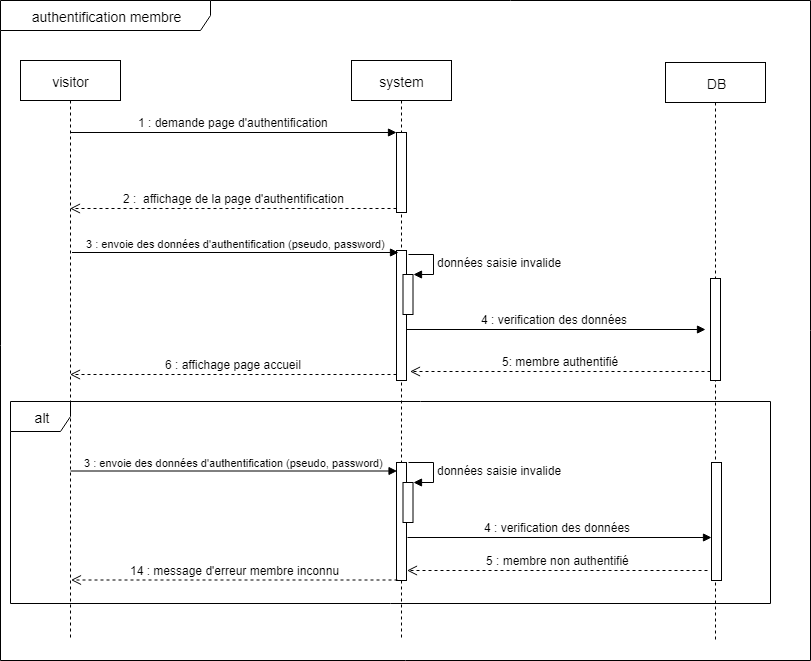 authentification membre
visitor
system
DB
1 : demande page d'authentification
2 : affichage de la page d'authentification
3 : envoie des données d'authentification (pseudo, password)
données saisie invalide
4 : verification des données
5: membre authentifié
6 : affichage page accueil
alt
3 : envoie des données d'authentification (pseudo, password)
données saisie invalide
4 : verification des données
5 : membre non authentifié
14 : message d'erreur membre inconnu